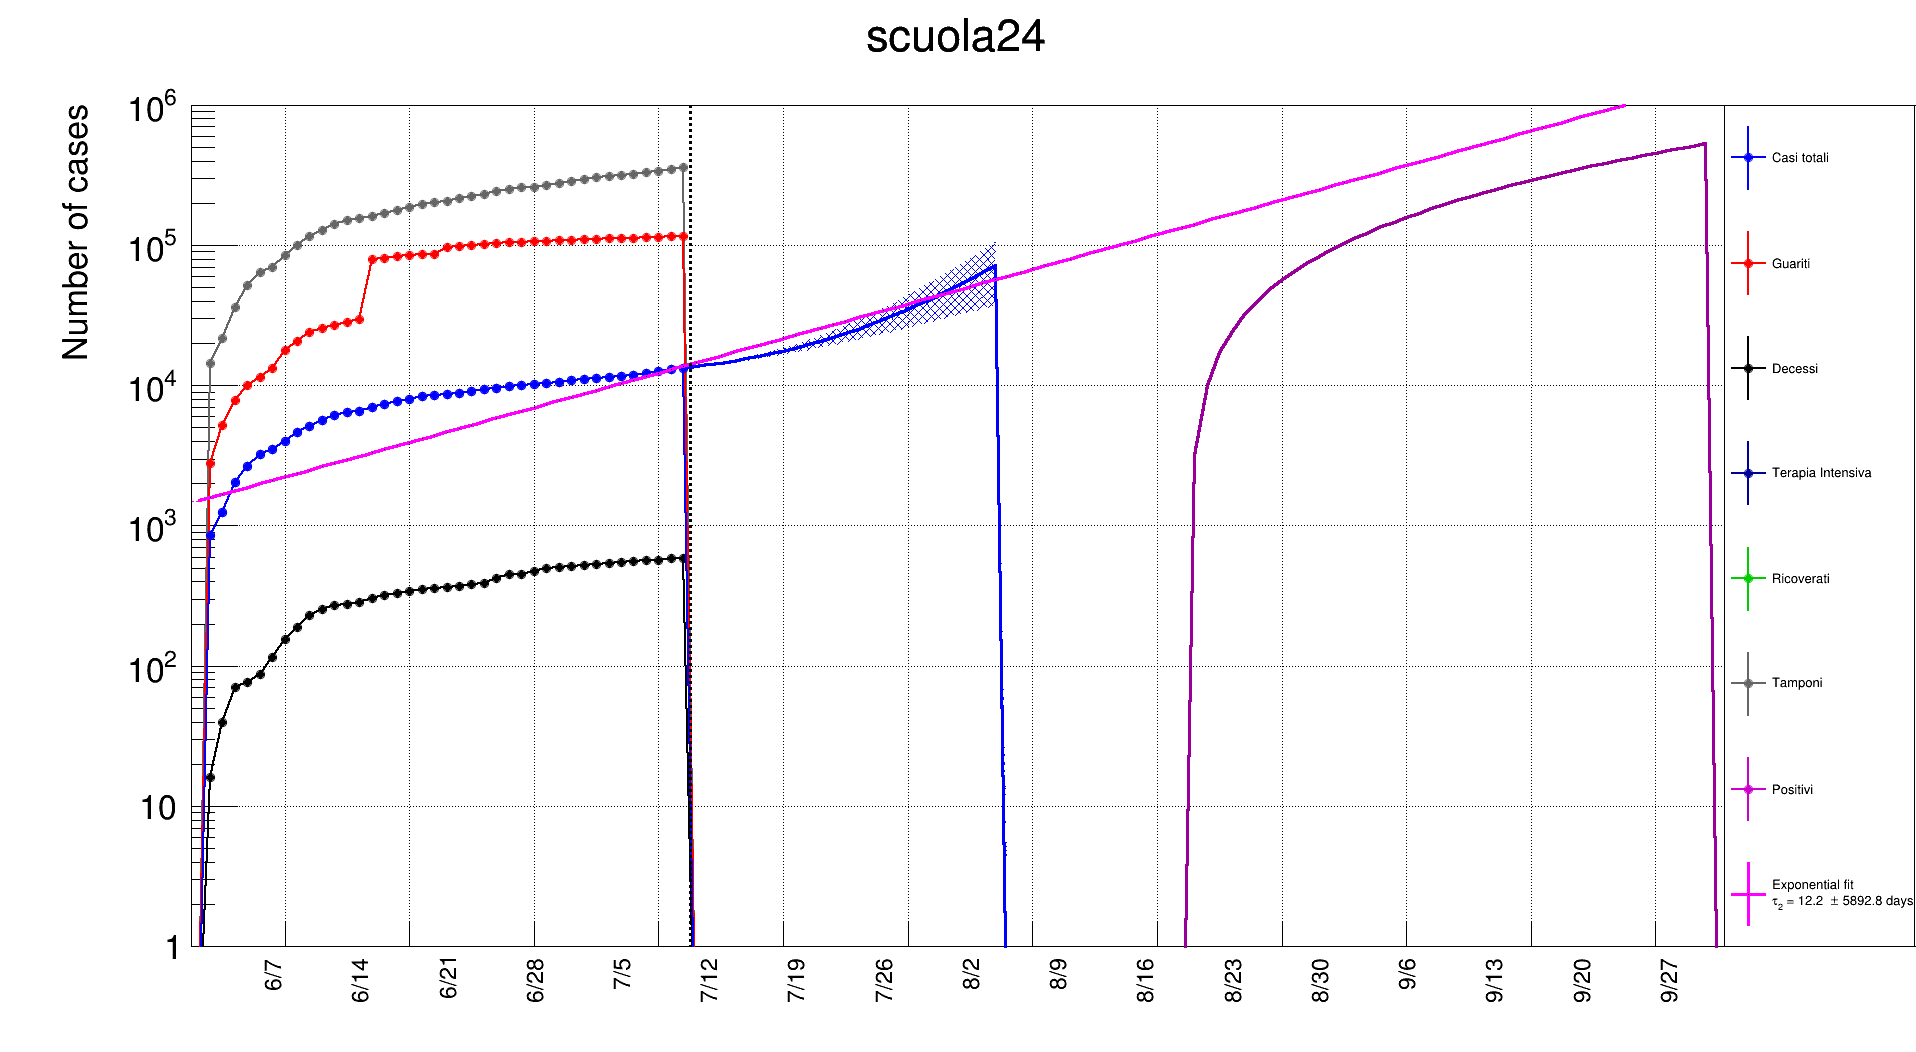 scuola24
Number of cases
10^6
10^5
10^4
10^3
10^2
10
1
6/7
6/14
6/21
6/28
7/5
7/12
7/19
7/26
8/2
8/9
8/16
8/23
8/30
9/6
9/13
9/20
9/27
Casi totali
Guariti
Decessi
Terapia Intensiva
Ricoverati
Tamponi
Positivi
Exponential fit
τ_2 = 12.2 ± 5892.8 days